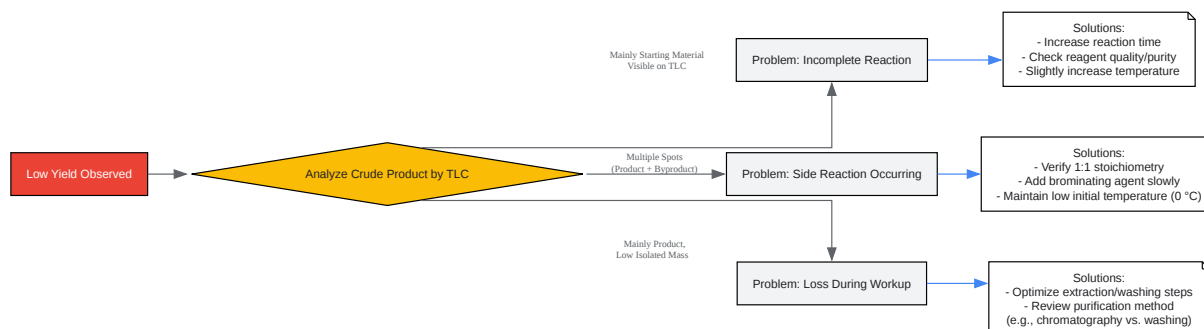 Low Yield Observed
Analyze Crude Product by TLC
Mainly Starting Material
Visible on TLC
Problem: Incomplete Reaction
Solutions:
- Increase reaction time
- Check reagent quality/purity
- Slightly increase temperature
Multiple Spots
(Product + Byproduct)
Problem: Side Reaction Occurring
Solutions:
- Verify 1:1 stoichiometry
- Add brominating agent slowly
- Maintain low initial temperature (0 °C)
Mainly Product,
Low Isolated Mass
Problem: Loss During Workup
Solutions:
- Optimize extraction/washing steps
- Review purification method
(e.g., chromatography vs. washing)